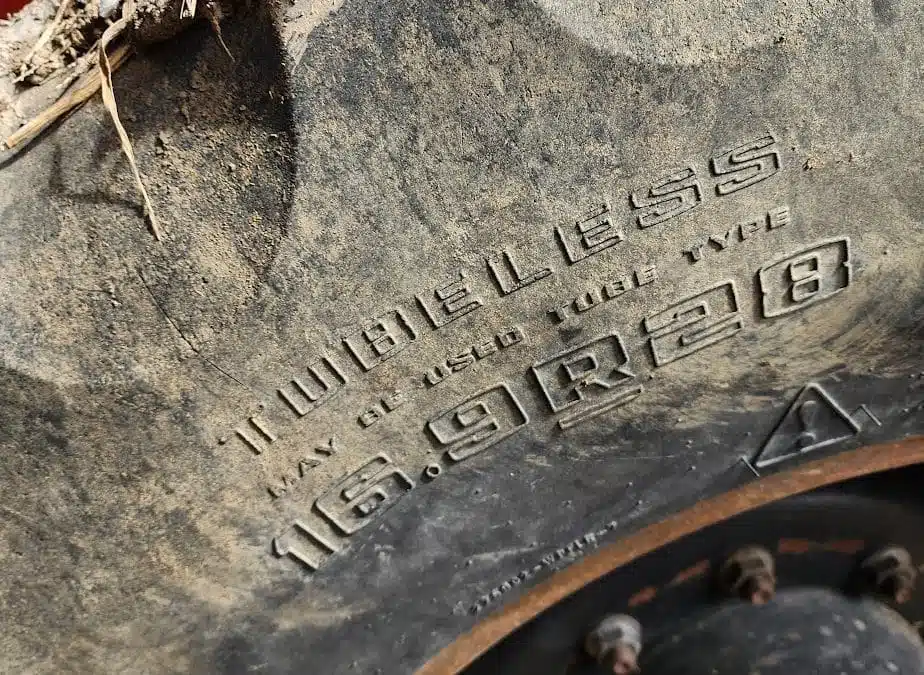 TUBELESS
MAY BE USED TUBE TYPE
16.9R28